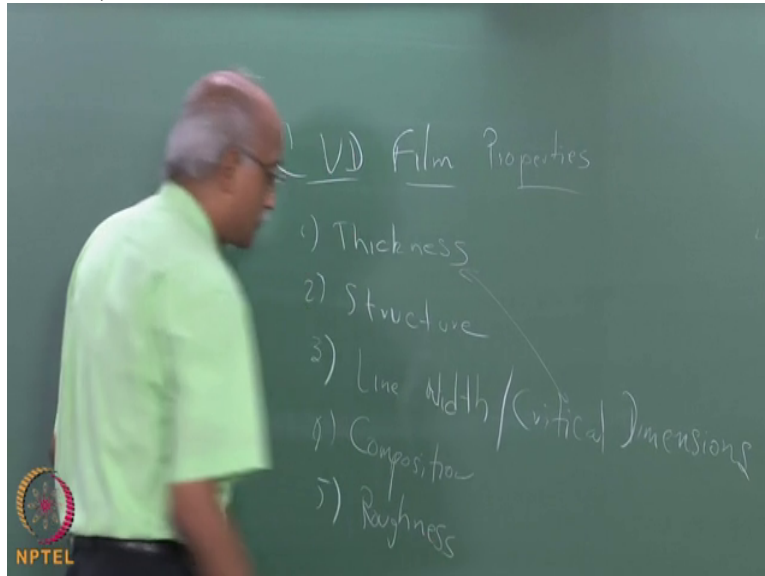 VD Film Properties
1) Thickness
2) Structure
3) Line Width/Critical Dimensions
4) Composition
5) Roughness
NPTEL